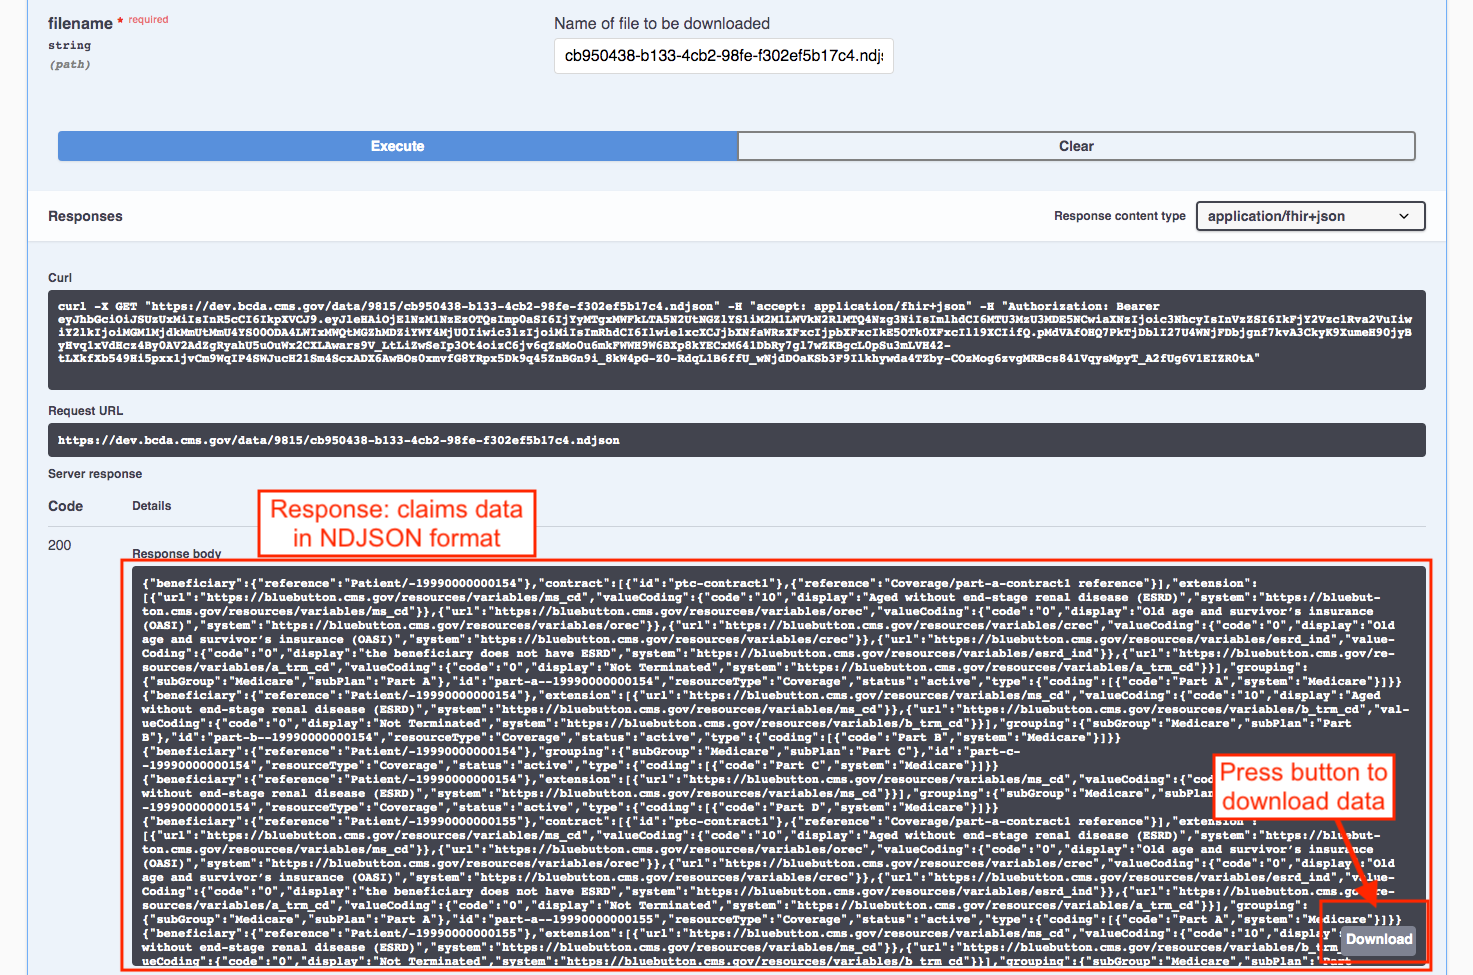 filename * required
string
(path)
Name of file to be downloaded
cb950438-b133-4cb2-98fe-f302ef5b17c4.ndj
Execute
Clear
Responses
Response content type
application/fhir+json
Curl
curl -X GET "https://dev.bcda.cms.gov/data/9815/cb950438-b133-4cb2-98fe-f302ef5b17c4.ndjson" -H "accept: application/fhir+json" -H "Authorization: Bearer
Request URL
https://dev.bcda.cms.gov/data/9815/cb950438-b133-4cb2-98fe-f302ef5b17c4.ndjson
Server response
Code
Details
Response: claims data
in NDJSON format
200
Response body
{"beneficiary":{"reference":"Patient/-19990000000154"},"contract":[{"id":"ptc-contract1"},{"reference":"Coverage/part-a-contract1 reference"}],"extension":
[{"url":"https://bluebutton.cms.gov/resources/variables/ms_cd","valueCoding":{"code":"10","display":"Aged without end-stage renal disease (ESRD)","system":"https://bluebut-
ton.cms.gov/resources/variables/ms_cd"}},{"url":"https://bluebutton.cms.gov/resources/variables/orec","valueCoding":{"code":"0","display":"Old age and survivor's insurance
(OASI)","system":"https://bluebutton.cms.gov/resources/variables/orec"}},{"url":"https://bluebutton.cms.gov/resources/variables/crec","valueCoding":{"code":"0","display":"Old
age and survivor's insurance (OASI)","system":"https://bluebutton.cms.gov/resources/variables/crec"}},{"url":"https://bluebutton.cms.gov/resources/variables/esrd_ind","value-
Coding":{"code":"0","display":"the beneficiary does not have ESRD","system":"https://bluebutton.cms.gov/resources/variables/esrd_ind"}},{"url":"https://bluebutton.cms.gov/re-
sources/variables/a_trm_cd","valueCoding":{"code":"0","display":"Not Terminated","system":"https://bluebutton.cms.gov/resources/variables/a_trm_cd"}}],"grouping":
{"subGroup":"Medicare","subPlan":"Part A"},"id":"part-a--19990000000154","resourceType":"Coverage","status":"active","type":{"coding":[{"code":"Part A","system":"Medicare"}]}}
{"beneficiary":{"reference":"Patient/-19990000000154"},"extension":[{"url":"https://bluebutton.cms.gov/resources/variables/ms_cd","valueCoding":{"code":"10","display":"Aged
without end-stage renal disease (ESRD)","system":"https://bluebutton.cms.gov/resources/variables/ms_cd"}},{"url":"https://bluebutton.cms.gov/resources/variables/b_trm_cd","val-
ueCoding":{"code":"0","display":"Not Terminated","system":"https://bluebutton.cms.gov/resources/variables/b_trm_cd"}}],"grouping":{"subGroup":"Medicare","subPlan":"Part
B"},"id":"part-b--19990000000154","resourceType":"Coverage","status":"active","type":{"coding":[{"code":"Part B","system":"Medicare"}]}}
{"beneficiary":{"reference":"Patient/-19990000000154"},"grouping":{"subGroup":"Medicare","subPlan":"Part C"},"id":"part-c-
-19990000000154","resourceType":"Coverage","status":"active","type":{"coding":[{"code":"Part C","system":"Medicare"}]}}
{"beneficiary":{"reference":"Patient/-19990000000154"},"extension":[{"url":"https://bluebutton.cms.gov/resources/variables/ms_cd","valueCoding":{"cod
without end-stage renal disease (ESRD)","system":"https://bluebutton.cms.gov/resources/variables/ms_cd"}}],"grouping":{"subGroup":"Medicare","subPlan
-19990000000154","resourceType":"Coverage","status":"active","type":{"coding":[{"code":"Part D","system":"Medicare"}]}}
Press button to
download data
{"beneficiary":{"reference":"Patient/-19990000000155"},"contract":[{"id":"ptc-contract1"},{"reference":"Coverage/part-a-contract1 reference"}],"extension":
[{"url":"https://bluebutton.cms.gov/resources/variables/ms_cd","valueCoding":{"code":"10","display":"Aged without end-stage renal disease (ESRD)","system":"https://bluebut-
ton.cms.gov/resources/variables/ms_cd"}},{"url":"https://bluebutton.cms.gov/resources/variables/orec","valueCoding":{"code":"0","display":"Old age and survivor's insurance
(OASI)","system":"https://bluebutton.cms.gov/resources/variables/orec"}},{"url":"https://bluebutton.cms.gov/resources/variables/crec","valueCoding":{"code":"0","display":"Old
age and survivor's insurance (OASI)","system":"https://bluebutton.cms.gov/resources/variables/crec"}},{"url":"https://bluebutton.cms.gov/resources/variables/esrd_ind","value-
Coding":{"code":"0","display":"the beneficiary does not have ESRD","system":"https://bluebutton.cms.gov/resources/variables/esrd_ind"}},{"url":"https://bluebutton.cms.gov/re-
sources/variables/a_trm_cd","valueCoding":{"code":"0","display":"Not Terminated","system":"https://bluebutton.cms.gov/resources/variables/a_trm_cd"}}],"grouping":
{"subGroup":"Medicare","subPlan":"Part A"},"id":"part-a--19990000000155","resourceType":"Coverage","status":"active","type":{"coding":[{"code":"Part A","system":"Medicare"}]}}
{"beneficiary":{"reference":"Patient/-19990000000155"},"extension":[{"url":"https://bluebutton.cms.gov/resources/variables/ms_cd","valueCoding":{"code":"10","display":
without end-stage renal disease (ESRD)","system":"https://bluebutton.cms.gov/resources/variables/ms_cd"}},{"url":"https://bluebutton.cms.gov/resources/variables/b_trm
ueCoding":{"code":"0","display":"Not Terminated","system":"https://bluebutton.cms.gov/resources/variables/b_trm_cd"}}],"grouping":{"subGroup":"Medicare","subPlan":"Part
Download